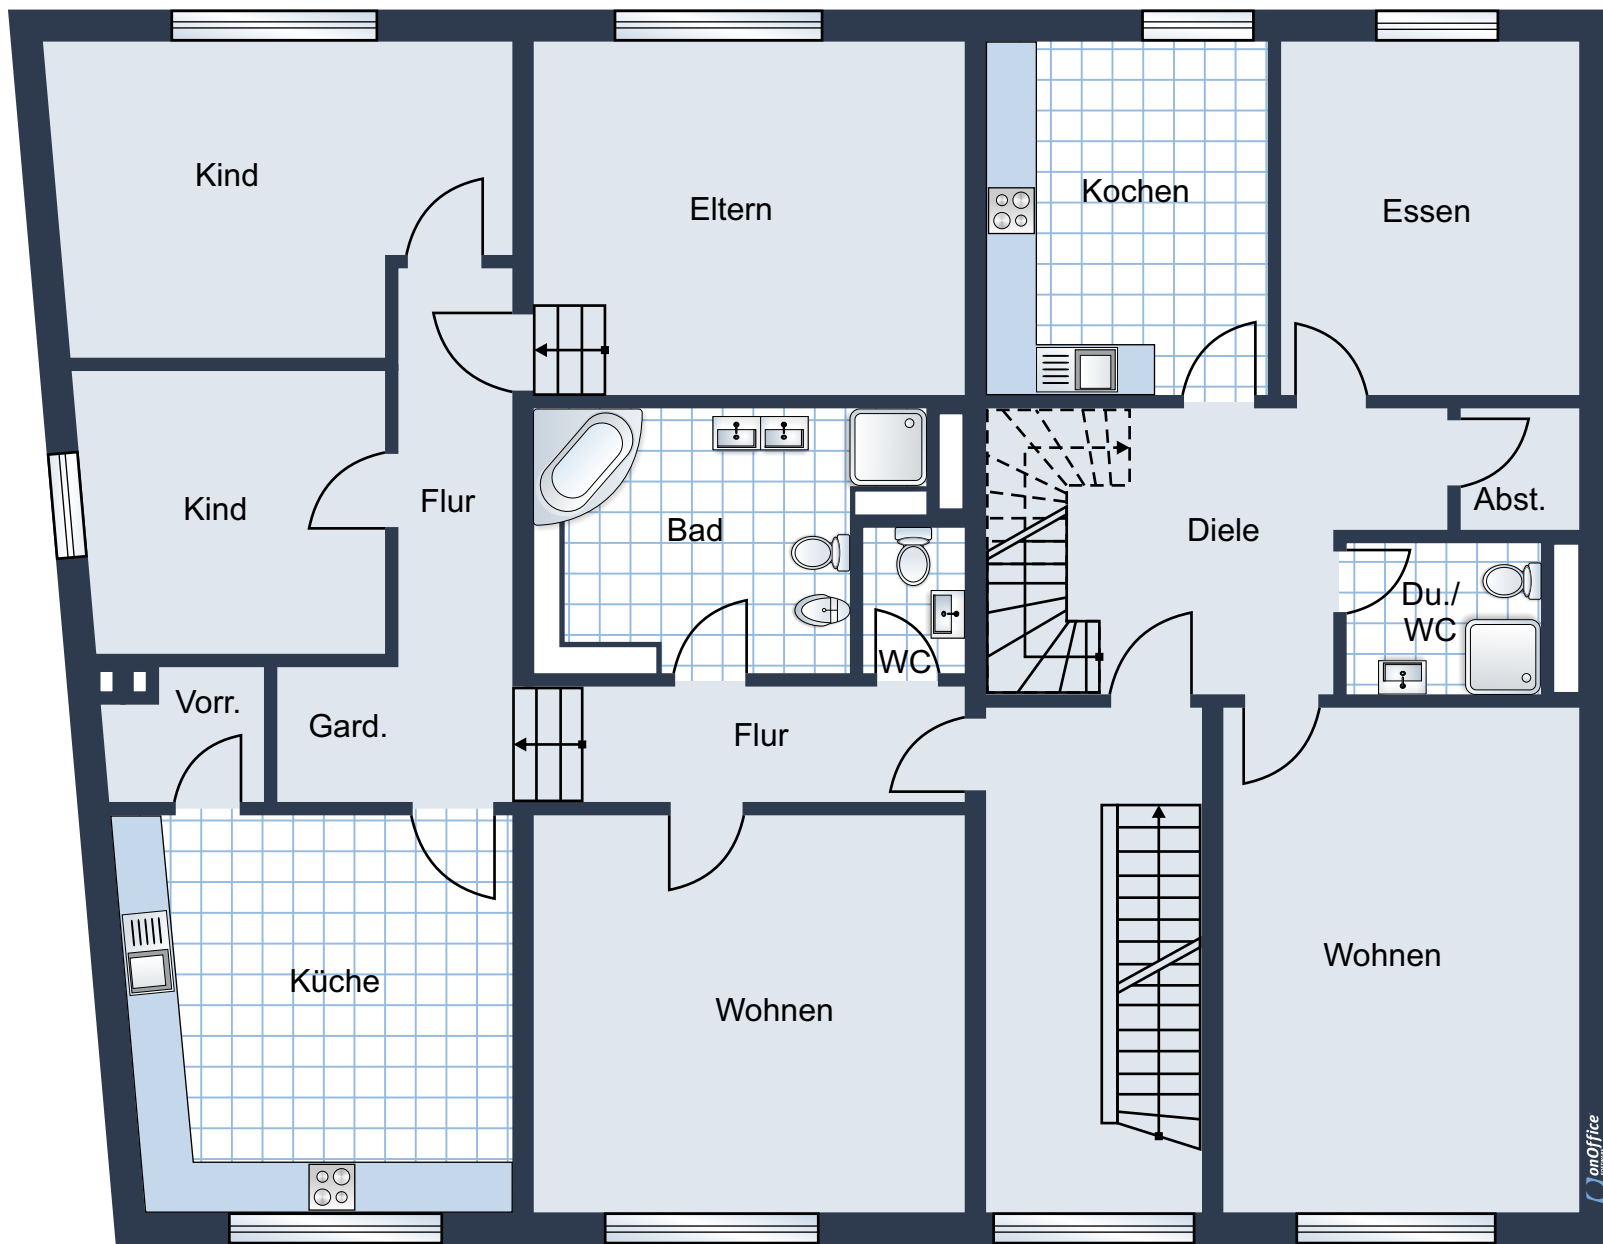 Kind
Eltern
Kochen
Essen
Kind
Flur
Bad
Diele
Abst.
Du./
WC
WC
Vorr.
Gard.
Flur
Küche
Wohnen
Wohnen
onOffice